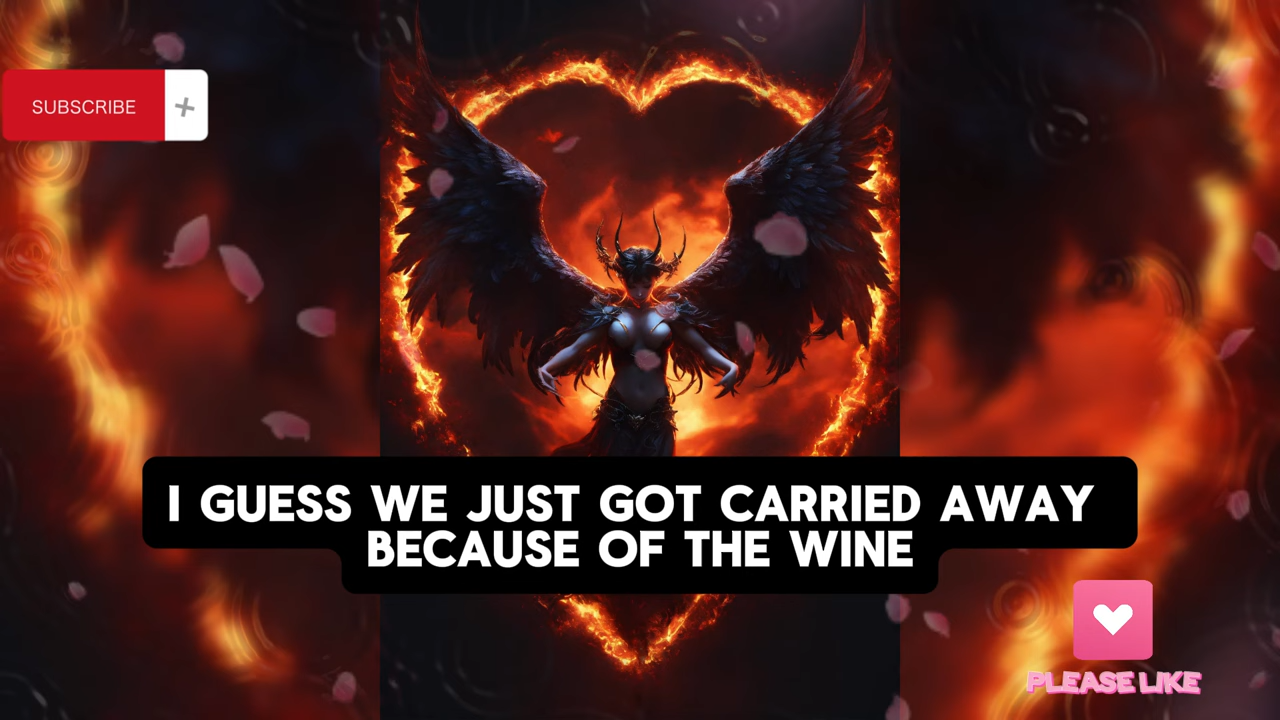 SUBSCRIBE
I GUESS WE JUST GOT CARRIED AWAY
BECAUSE OF THE WINE
PLEASE LIKE